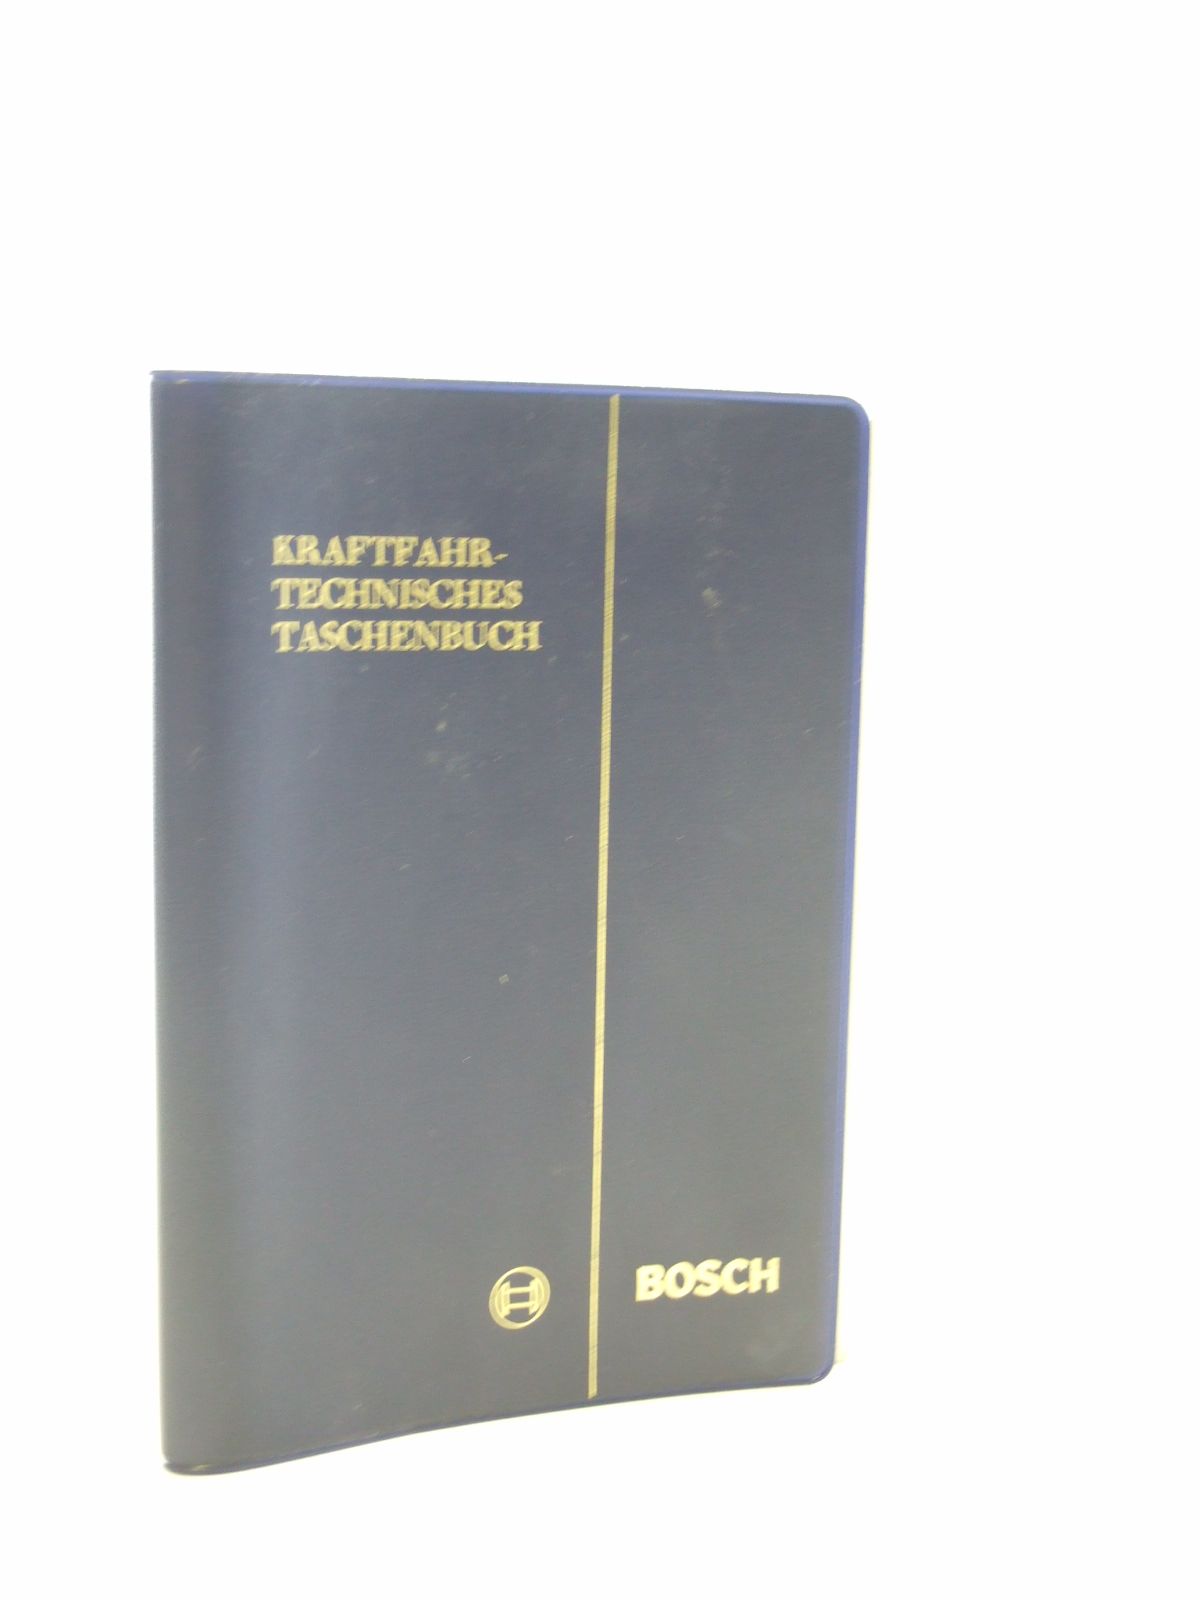 KRAFTFAHR-
TECHNISCHES
TASCHENBUCH
BOSCH